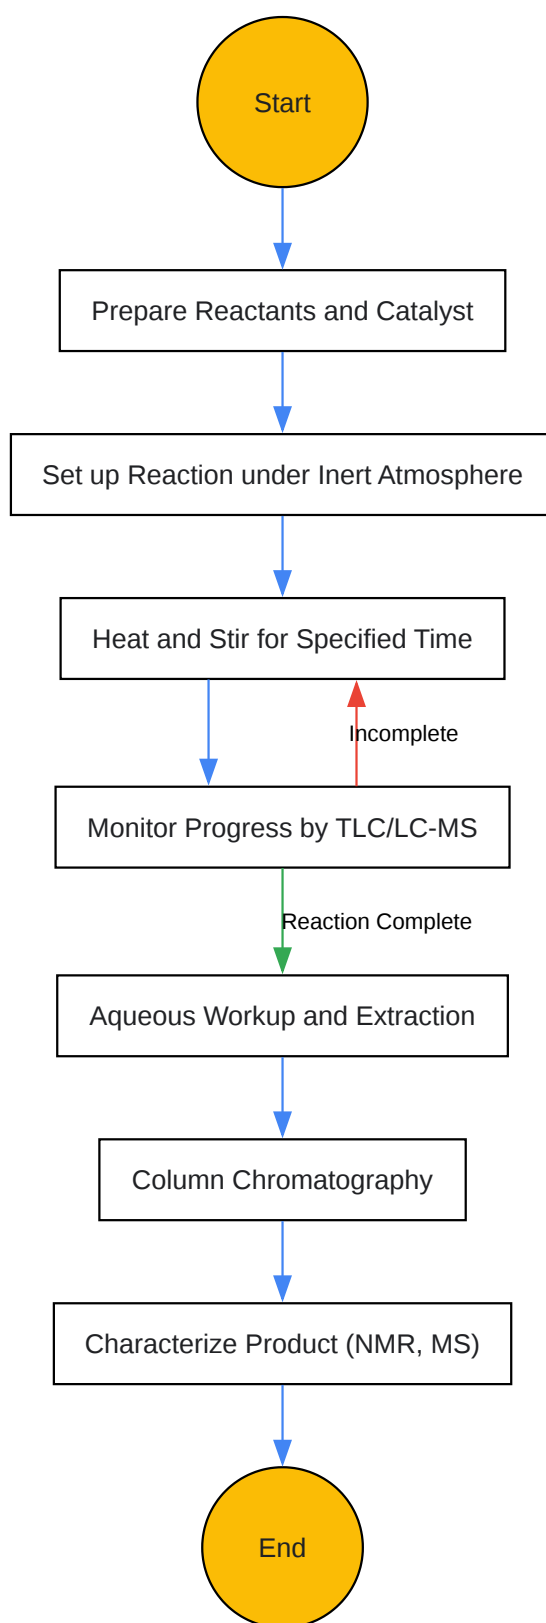 Start
Prepare Reactants and Catalyst
Set up Reaction under Inert Atmosphere
Heat and Stir for Specified Time
Incomplete
Monitor Progress by TLC/LC-MS
Reaction Complete
Aqueous Workup and Extraction
Column Chromatography
Characterize Product (NMR, MS)
End